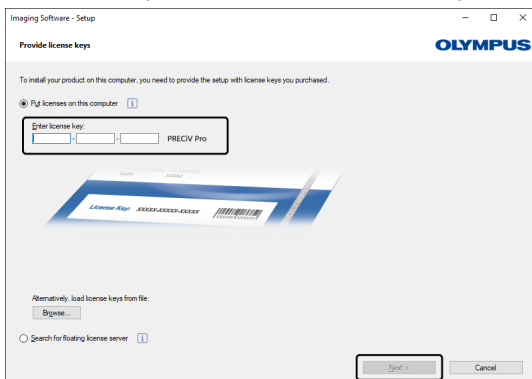 Imaging Software - Setup
Provide license keys
OLYMPUS
To install your product on this computer, you need to provide the setup with license keys you purchased.
Put licenses on this computer
i
Enter license key:
- - PRECiV Pro
License Key: XXXXX-XXXXX-XXXXX
Alternatively, load license keys from file:
Browse...
Search for floating license server
i
Next >
Cancel